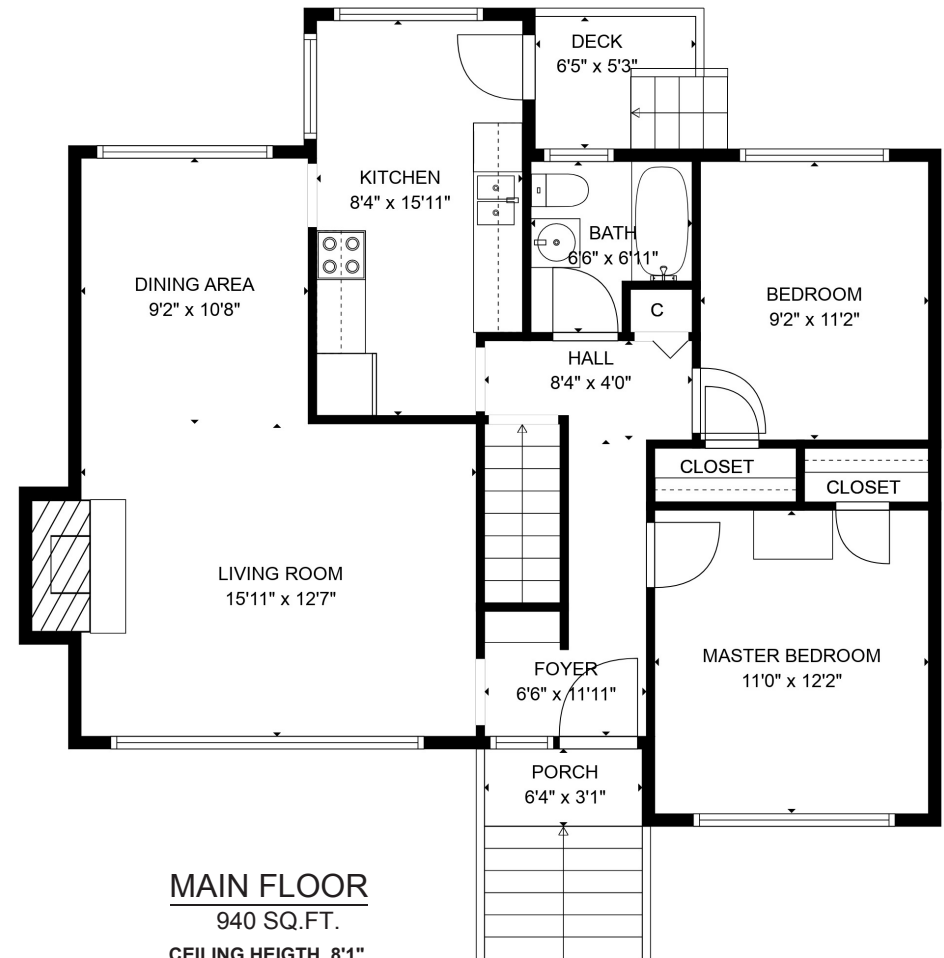 DECK
6'5" x 5'3"
KITCHEN
8'4" x 15'11"
BATH
6'6" x 6'11"
DINING AREA
9'2" x 10'8"
BEDROOM
9'2" x 11'2"
C
HALL
8'4" x 4'0"
CLOSET
CLOSET
LIVING ROOM
15'11" x 12'7"
FOYER
6'6" x 11'11"
MASTER BEDROOM
11'0" x 12'2"
PORCH
6'4" x 3'1"
MAIN FLOOR
940 SQ.FT.
CEILING HEIGTH 8'1"